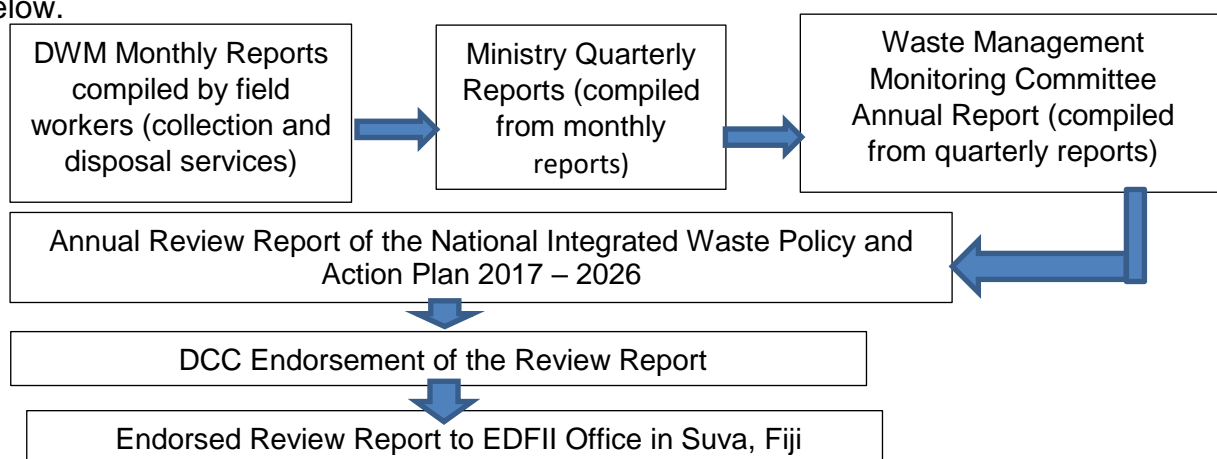 elow.
DWM Monthly Reports
compiled by field
workers (collection and
disposal services)
Ministry Quarterly
Reports (compiled
from monthly
reports)
Waste Management
Monitoring Committee
Annual Report (compiled
from quarterly reports)
Annual Review Report of the National Integrated Waste Policy and
Action Plan 2017 – 2026
DCC Endorsement of the Review Report
Endorsed Review Report to EDFII Office in Suva, Fiji